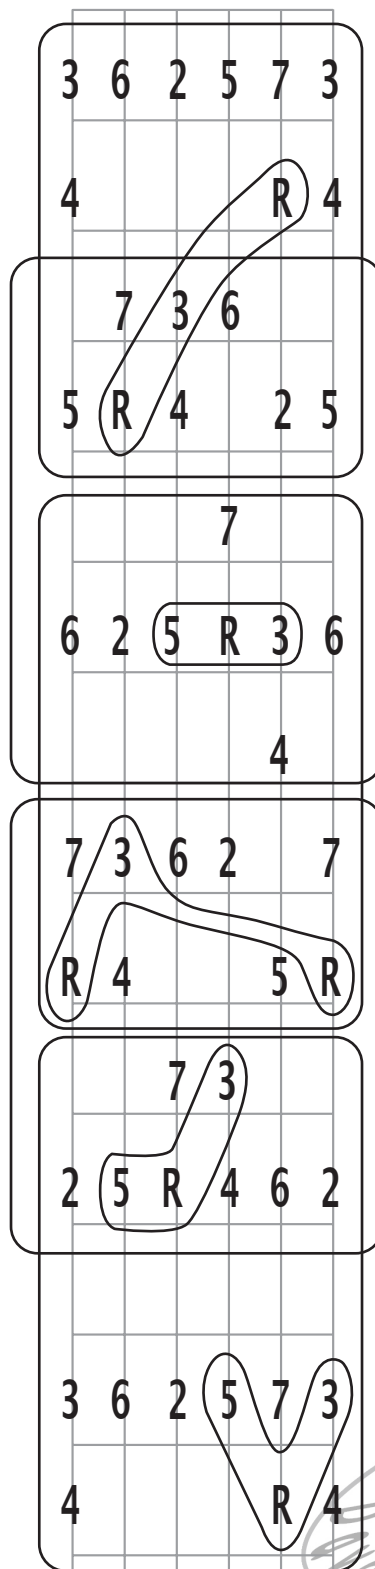 3 6 2 5 7 3
4 R 4
7 3 6
5 R 4 2 5
7
6 2 5 R 3 6
4
7 3 6 2 7
R 4 5 R
7 3
2 5 R 4 6 2
3 6 2 5 7 3
4 R 4